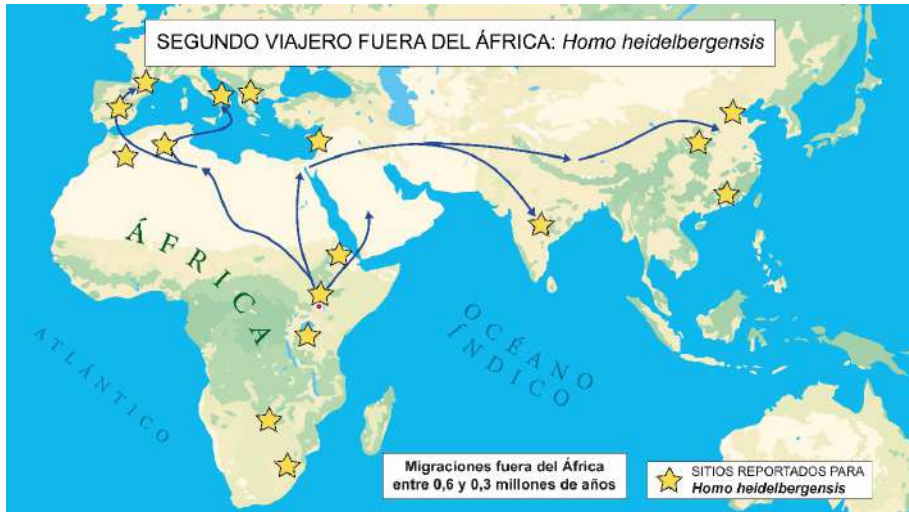 SEGUNDO VIAJERO FUERA DEL ÁFRICA: Homo heidelbergensis
ÁFRICA
ATLÁNTICO
OCÉANO
ÍNDICO
Migraciones fuera del África
entre 0,6 y 0,3 millones de años
SITIOS REPORTADOS PARA
Homo heidelbergensis